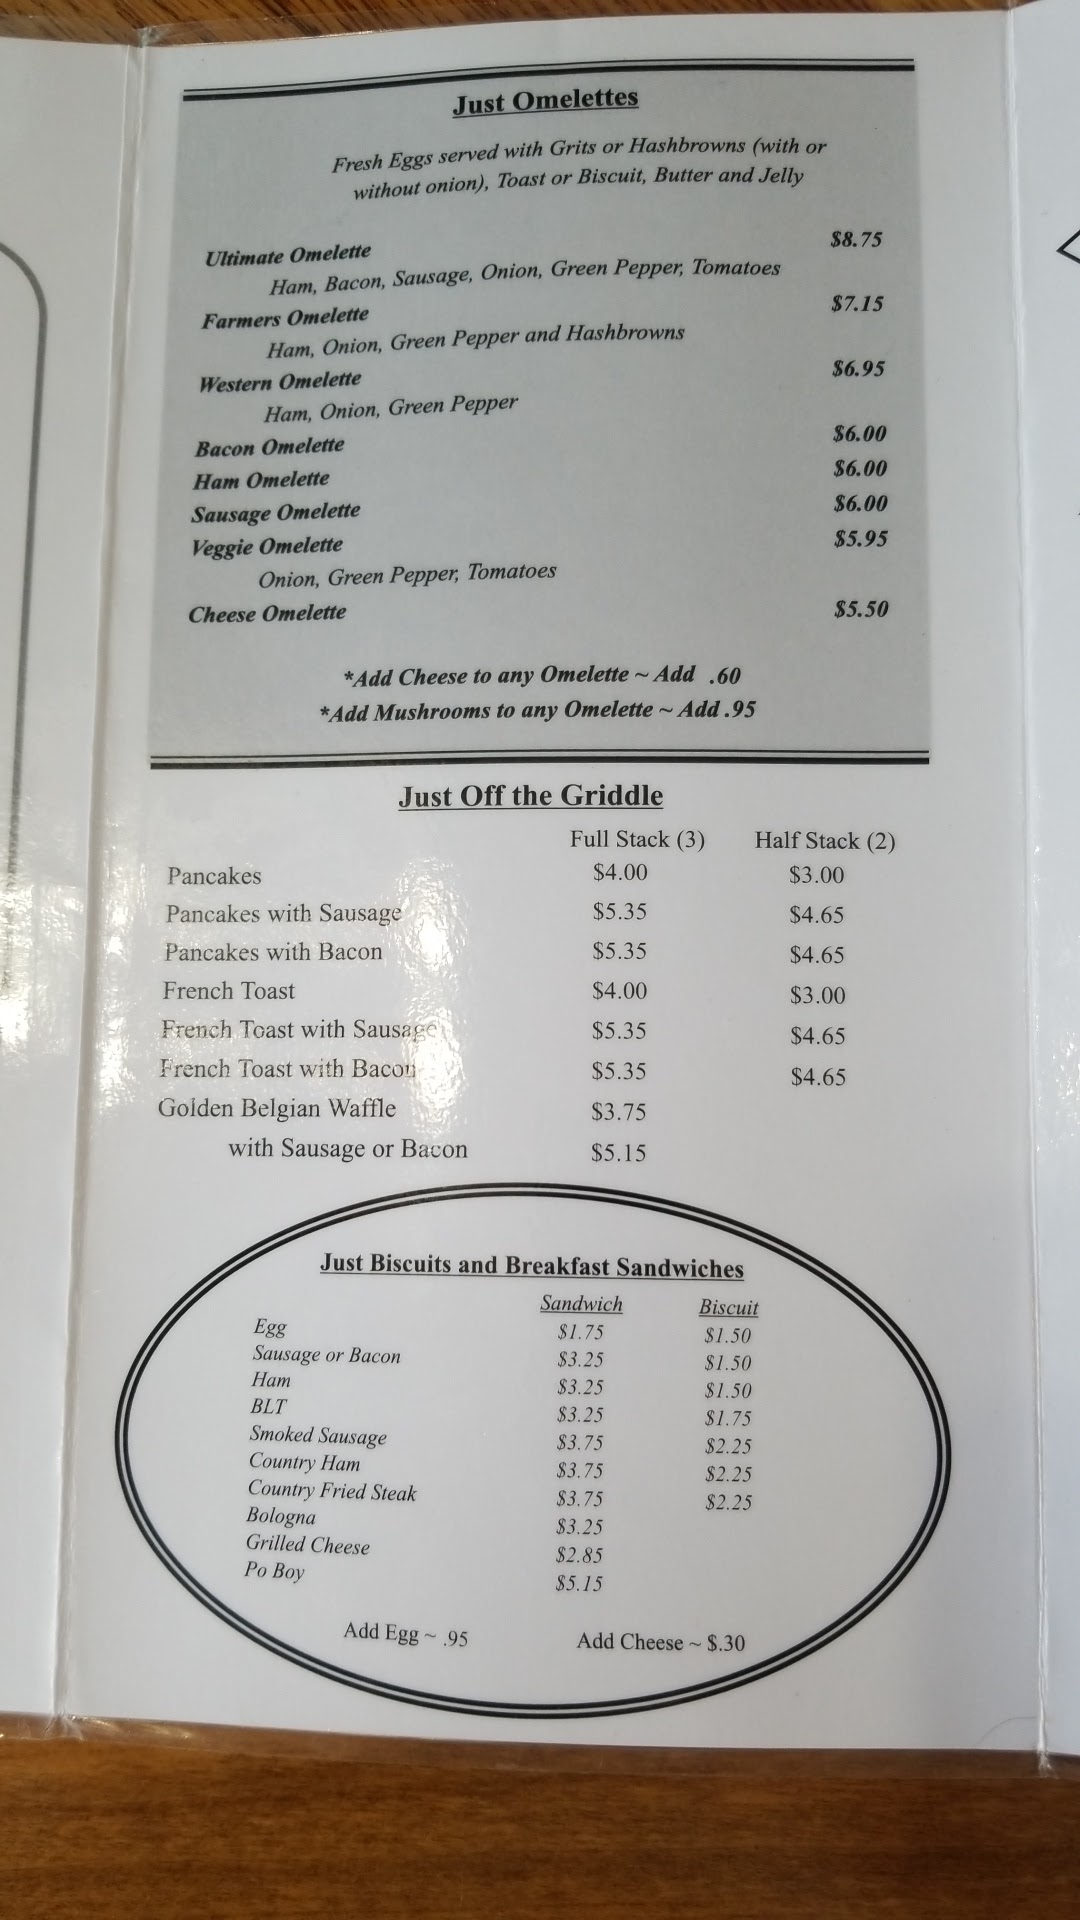 Just Omelettes
Fresh Eggs served with Grits or Hashbrowns (with or
without onion), Toast or Biscuit, Butter and Jelly
Ultimate Omelette $8.75
Ham, Bacon, Sausage, Onion, Green Pepper, Tomatoes
Farmers Omelette $7.15
Ham, Onion, Green Pepper and Hashbrowns
Western Omelette $6.95
Ham, Onion, Green Pepper
Bacon Omelette $6.00
Ham Omelette $6.00
Sausage Omelette $6.00
Veggie Omelette $5.95
Onion, Green Pepper, Tomatoes
Cheese Omelette $5.50
*Add Cheese to any Omelette ~ Add .60
*Add Mushrooms to any Omelette ~ Add .95
Just Off the Griddle
Full Stack (3) Half Stack (2)
Pancakes $4.00 $3.00
Pancakes with Sausage $5.35 $4.65
Pancakes with Bacon $5.35 $4.65
French Toast $4.00 $3.00
French Toast with Sausage $5.35 $4.65
French Toast with Bacon $5.35 $4.65
Golden Belgian Waffle $3.75
with Sausage or Bacon $5.15
Just Biscuits and Breakfast Sandwiches
Sandwich Biscuit
Egg $1.75 $1.50
Sausage or Bacon $3.25 $1.50
Ham $3.25 $1.50
BLT $3.25 $1.75
Smoked Sausage $3.75 $2.25
Country Ham $3.75 $2.25
Country Fried Steak $3.75 $2.25
Bologna $3.25
Grilled Cheese $2.85
Po Boy $5.15
Add Egg ~ .95 Add Cheese ~ $.30